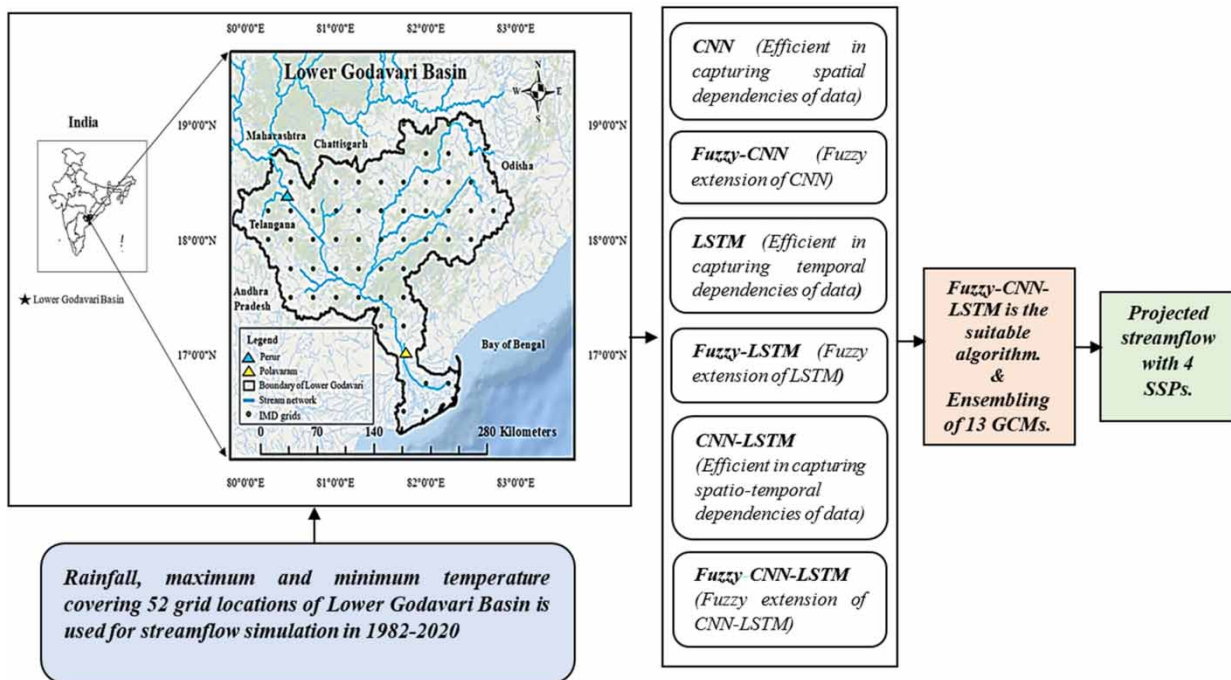 80°0'0"E 81°0'0"E 82°0'0"E 83°0'0"E
Lower Godavari Basin
N
W E
S
India
19°0'0"N
Maharashtra
Chattisgarh
Odisha
19°0'0"N
18°0'0"N
Telangana
18°0'0"N
★ Lower Godavari Basin
Andhra
Pradesh
17°0'0"N
Bay of Bengal
17°0'0"N
Legend
Perur
Polavaram
Boundary of Lower Godavari
Stream network
IMD grids
0 70 140 280 Kilometers
80°0'0"E 81°0'0"E 82°0'0"E 83°0'0"E
Rainfall, maximum and minimum temperature
covering 52 grid locations of Lower Godavari Basin is
used for streamflow simulation in 1982-2020
CNN (Efficient in
capturing spatial
dependencies of data)
Fuzzy-CNN (Fuzzy
extension of CNN)
LSTM (Efficient in
capturing temporal
dependencies of data)
Fuzzy-LSTM (Fuzzy
extension of LSTM)
CNN-LSTM
(Efficient in capturing
spatio-temporal
dependencies of data)
Fuzzy-CNN-LSTM
(Fuzzy extension of
CNN-LSTM)
Fuzzy-CNN-
LSTM is the
suitable
algorithm.
&
Ensembling
of 13 GCMs.
Projected
streamflow
with 4
SSPs.